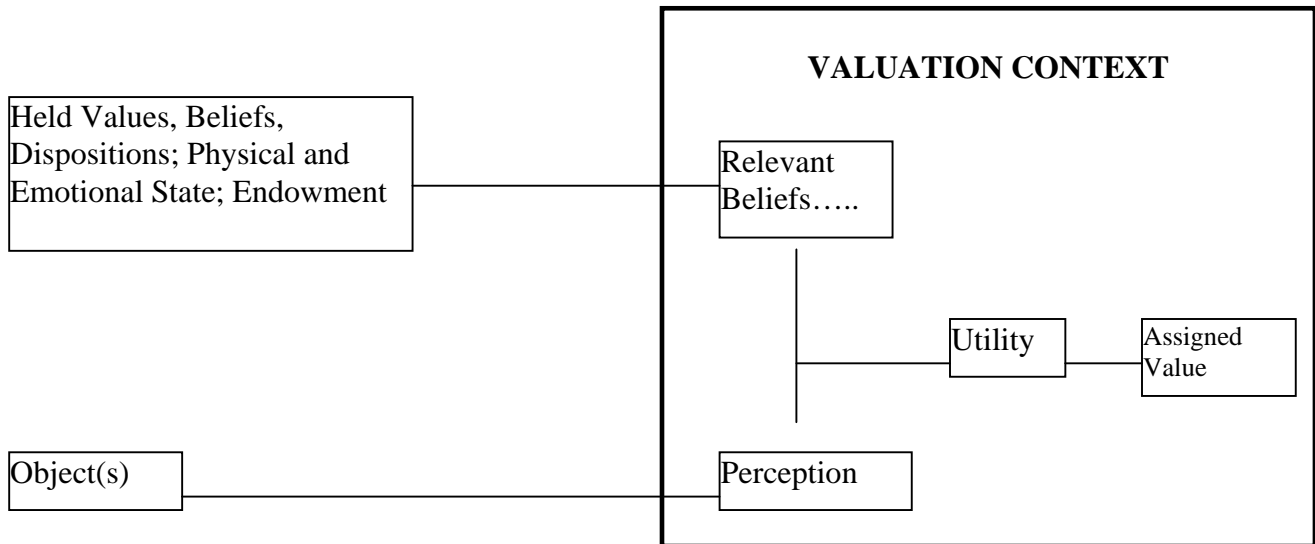 VALUATION CONTEXT
Held Values, Beliefs,
Dispositions; Physical and
Emotional State; Endowment
Relevant
Beliefs…..
Utility
Assigned
Value
Object(s)
Perception